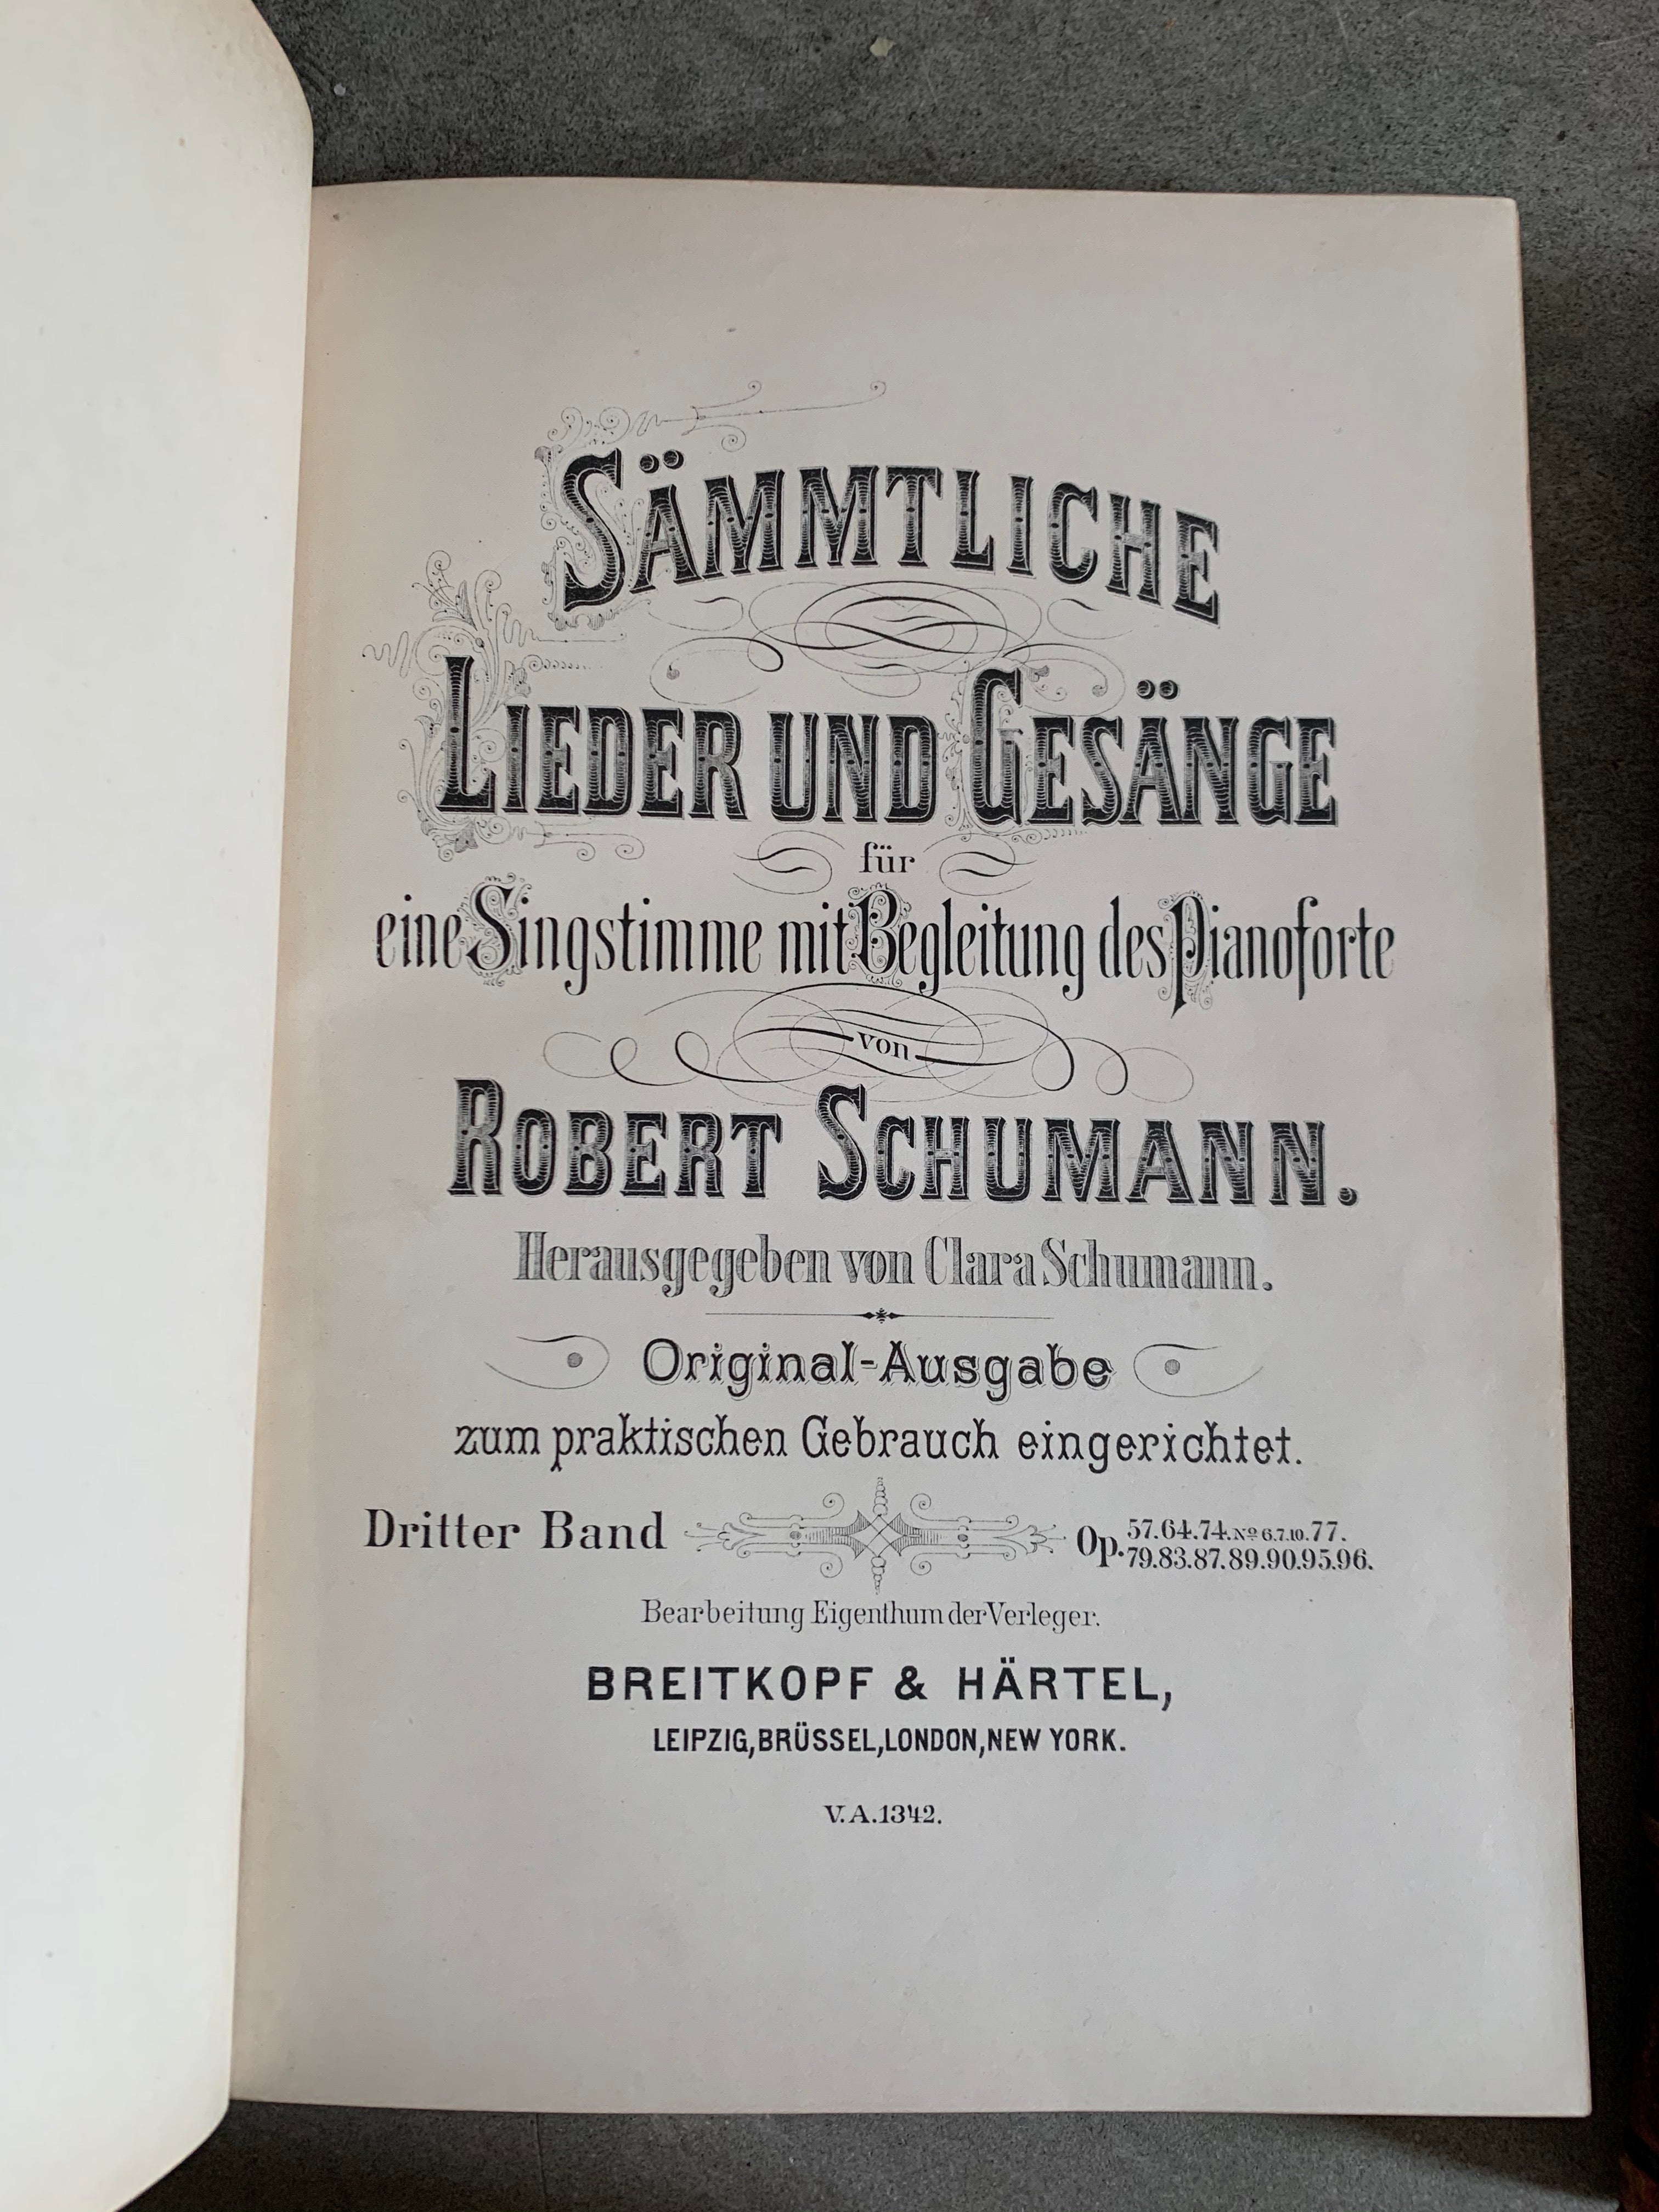 SÄMMTLICHE
LIEDER UND GESÄNGE
für
eine Singstimme mit Begleitung des Pianoforte
von
ROBERT SCHUMANN.
Herausgegeben von Clara Schumann.
Original-Ausgabe
zum praktischen Gebrauch eingerichtet.
Dritter Band Op. 57.64.74.No 6.7.10.77.
79.83.87.89.90.95.96.
Bearbeitung Eigenthum der Verleger.
BREITKOPF & HÄRTEL,
LEIPZIG, BRÜSSEL, LONDON, NEW YORK.
V. A. 1342.